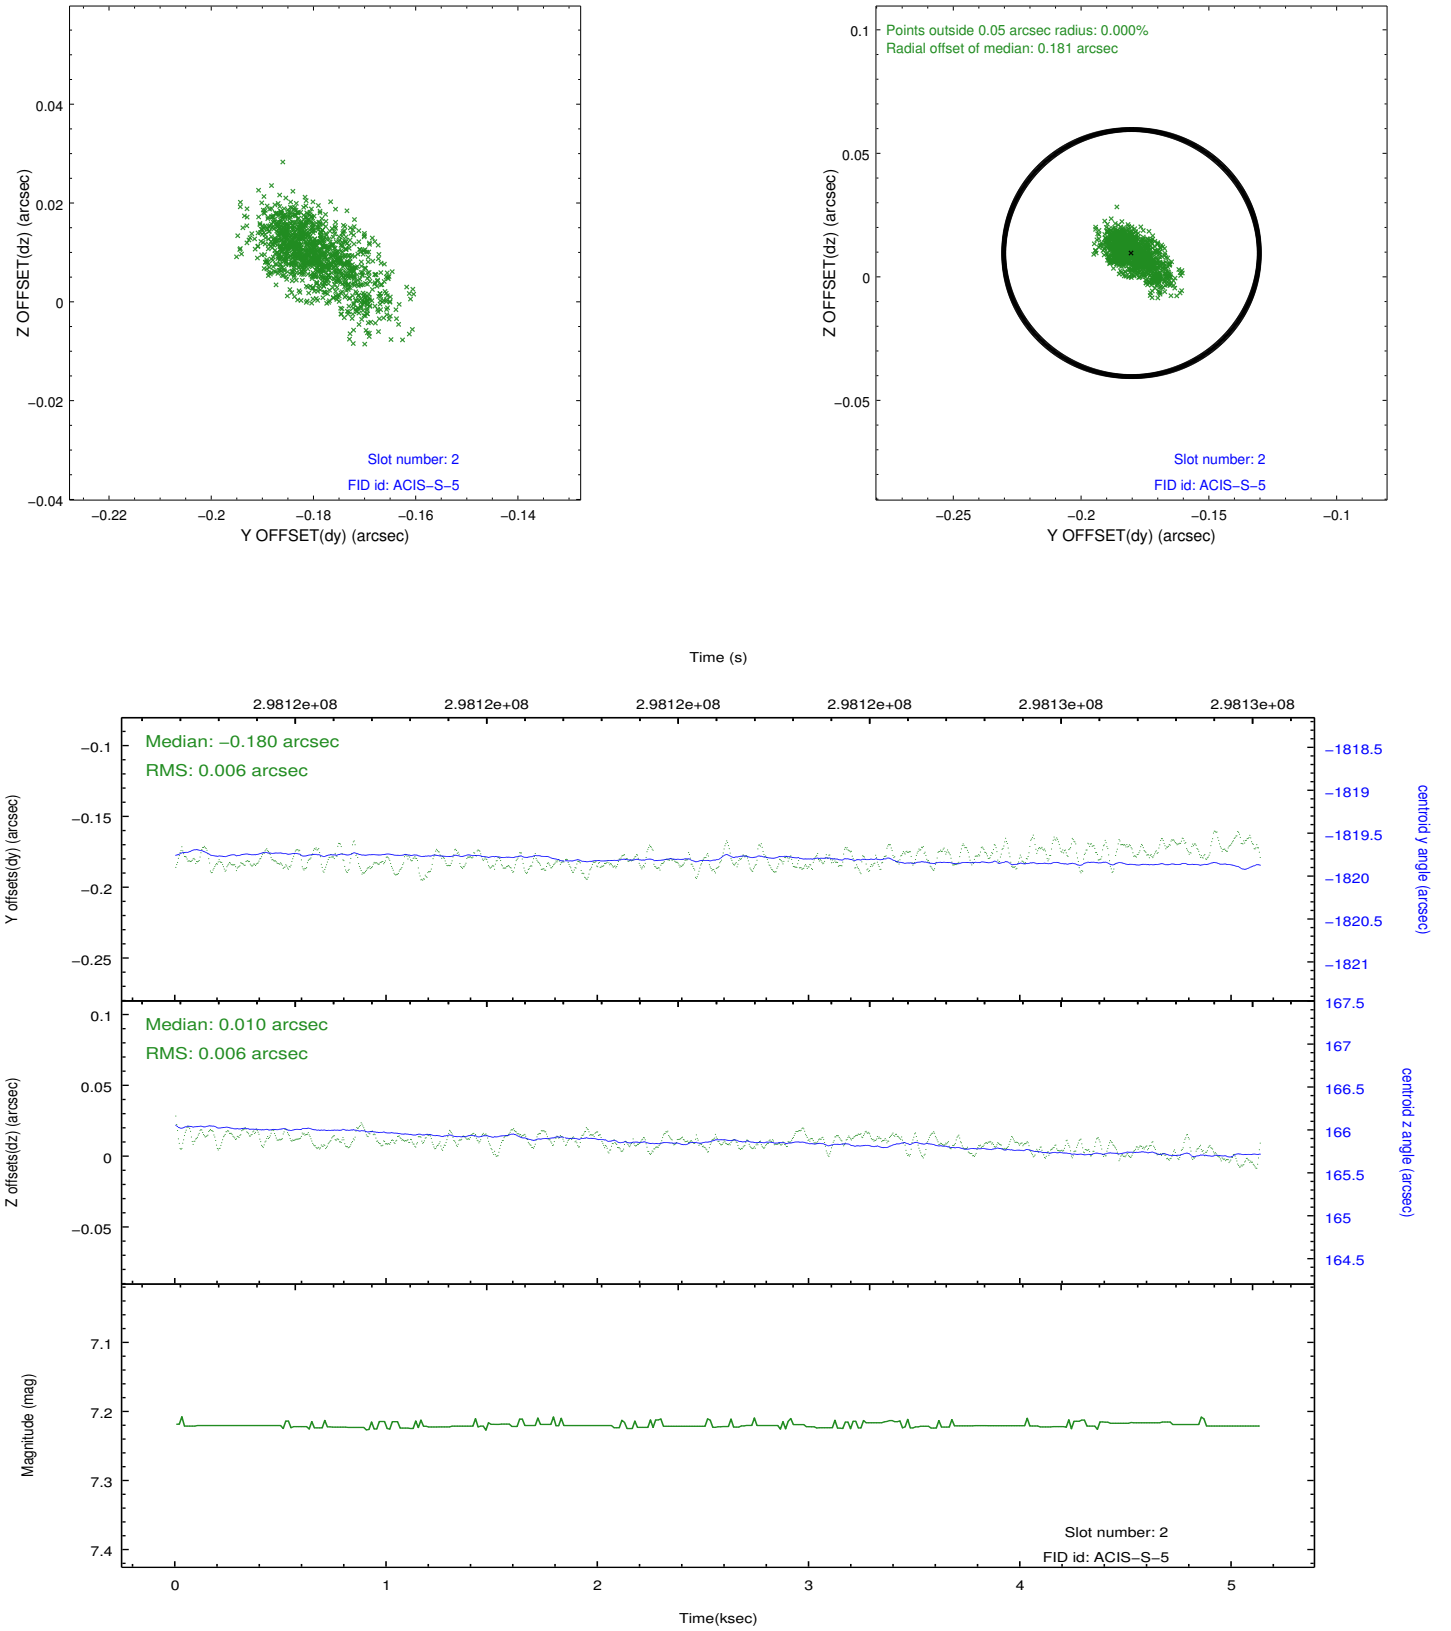 0.04
0.02
0
−0.02
−0.04
Z OFFSET(dz) (arcsec)
Slot number: 2
FID id: ACIS−S−5
−0.22 −0.2 −0.18 −0.16 −0.14
Y OFFSET(dy) (arcsec)
Points outside 0.05 arcsec radius: 0.000%
Radial offset of median: 0.181 arcsec
0.1
0.05
0
−0.05
Z OFFSET(dz) (arcsec)
Slot number: 2
FID id: ACIS−S−5
−0.25 −0.2 −0.15 −0.1
Y OFFSET(dy) (arcsec)
Time (s)
2.9812e+08 2.9812e+08 2.9812e+08 2.9812e+08 2.9813e+08 2.9813e+08
Median: −0.180 arcsec
RMS: 0.006 arcsec
−0.1
−0.15
−0.2
−0.25
Y offsets(dy) (arcsec)
−1818.5
−1819
−1819.5
−1820
−1820.5
−1821
centroid y angle (arcsec)
Median: 0.010 arcsec
RMS: 0.006 arcsec
0.1
0.05
0
−0.05
Z offsets(dz) (arcsec)
167.5
167
166.5
166
165.5
165
164.5
centroid z angle (arcsec)
7.1
7.2
7.3
7.4
Magnitude (mag)
Slot number: 2
FID id: ACIS−S−5
0 1 2 3 4 5
Time(ksec)